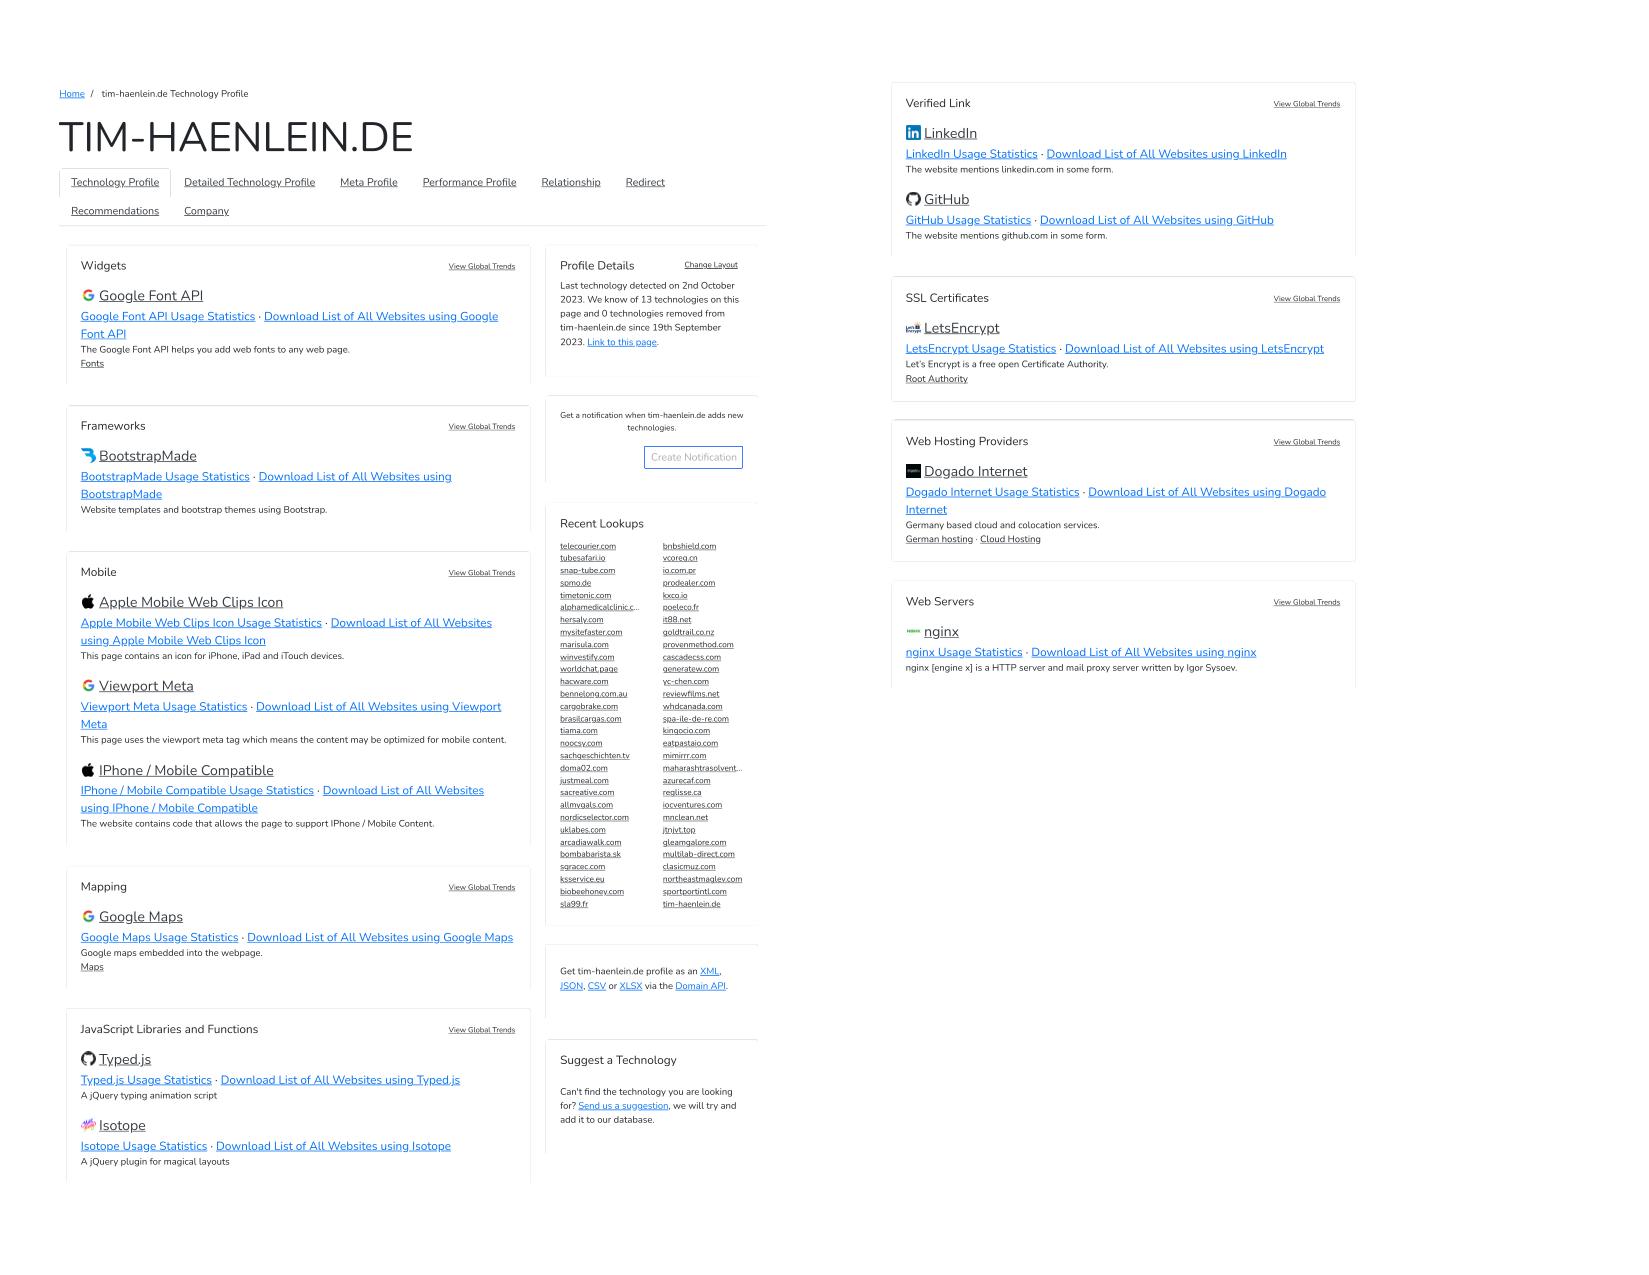 Home / tim-haenlein.de Technology Profile
TIM-HAENLEIN.DE
Technology Profile Detailed Technology Profile Meta Profile Performance Profile Relationship Redirect
Recommendations Company
Widgets View Global Trends
Google Font API
Google Font API Usage Statistics · Download List of All Websites using Google
Font API
The Google Font API helps you add web fonts to any web page.
Fonts
Frameworks View Global Trends
BootstrapMade
BootstrapMade Usage Statistics · Download List of All Websites using
BootstrapMade
Website templates and bootstrap themes using Bootstrap.
Mobile View Global Trends
Apple Mobile Web Clips Icon
Apple Mobile Web Clips Icon Usage Statistics · Download List of All Websites
using Apple Mobile Web Clips Icon
This page contains an icon for iPhone, iPad and iTouch devices.
Viewport Meta
Viewport Meta Usage Statistics · Download List of All Websites using Viewport
Meta
This page uses the viewport meta tag which means the content may be optimized for mobile content.
IPhone / Mobile Compatible
IPhone / Mobile Compatible Usage Statistics · Download List of All Websites
using IPhone / Mobile Compatible
The website contains code that allows the page to support IPhone / Mobile Content.
Mapping View Global Trends
Google Maps
Google Maps Usage Statistics · Download List of All Websites using Google Maps
Google maps embedded into the webpage.
Maps
JavaScript Libraries and Functions View Global Trends
Typed.js
Typed.js Usage Statistics · Download List of All Websites using Typed.js
A jQuery typing animation script
Isotope
Isotope Usage Statistics · Download List of All Websites using Isotope
A jQuery plugin for magical layouts
Profile Details Change Layout
Last technology detected on 2nd October
2023. We know of 13 technologies on this
page and 0 technologies removed from
tim-haenlein.de since 19th September
2023. Link to this page.
Get a notification when tim-haenlein.de adds new
technologies.
Create Notification
Recent Lookups
telecourier.com bnbshield.com
tubesafari.io vcoreg.cn
snap-tube.com io.com.pr
spmo.de prodealer.com
timetonic.com kxco.io
alphamedicalclinic.c... poeleco.fr
hersaly.com it88.net
mysitefaster.com goldtrail.co.nz
marisula.com provenmethod.com
winvestify.com cascadecss.com
worldchat.page generatew.com
hacware.com yc-chen.com
bennelong.com.au reviewfilms.net
cargobrake.com whdcanada.com
brasilcargas.com spa-ile-de-re.com
tiama.com kingocio.com
noocsy.com eatpastaio.com
sachgeschichten.tv mimirrr.com
doma02.com maharashtrasolvent...
justmeal.com azurecaf.com
sacreative.com reglisse.ca
allmygals.com iocventures.com
nordicselector.com mnclean.net
uklabes.com jtnjvt.top
arcadiawalk.com gleamgalore.com
bombabarista.sk multilab-direct.com
sgracec.com clasicmuz.com
ksservice.eu northeastmaglev.com
biobeehoney.com sportportintl.com
sla99.fr tim-haenlein.de
Get tim-haenlein.de profile as an XML,
JSON, CSV or XLSX via the Domain API.
Suggest a Technology
Can't find the technology you are looking
for? Send us a suggestion, we will try and
add it to our database.
Verified Link View Global Trends
LinkedIn
LinkedIn Usage Statistics · Download List of All Websites using LinkedIn
The website mentions linkedin.com in some form.
GitHub
GitHub Usage Statistics · Download List of All Websites using GitHub
The website mentions github.com in some form.
SSL Certificates View Global Trends
LetsEncrypt
LetsEncrypt Usage Statistics · Download List of All Websites using LetsEncrypt
Let's Encrypt is a free open Certificate Authority.
Root Authority
Web Hosting Providers View Global Trends
Dogado Internet
Dogado Internet Usage Statistics · Download List of All Websites using Dogado
Internet
Germany based cloud and colocation services.
German hosting · Cloud Hosting
Web Servers View Global Trends
nginx
nginx Usage Statistics · Download List of All Websites using nginx
nginx [engine x] is a HTTP server and mail proxy server written by Igor Sysoev.